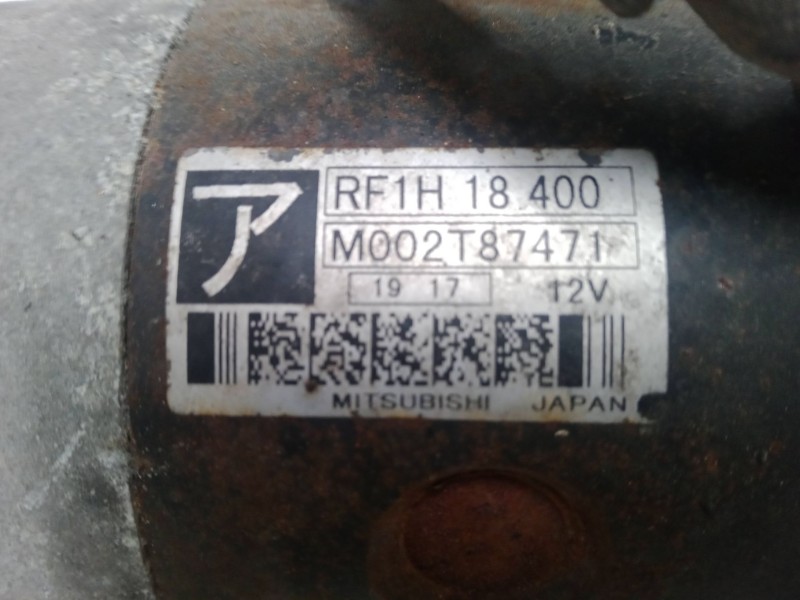 ア
RF1H 18 400
M002T87471
19 17 12V
MITSUBISHI JAPAN